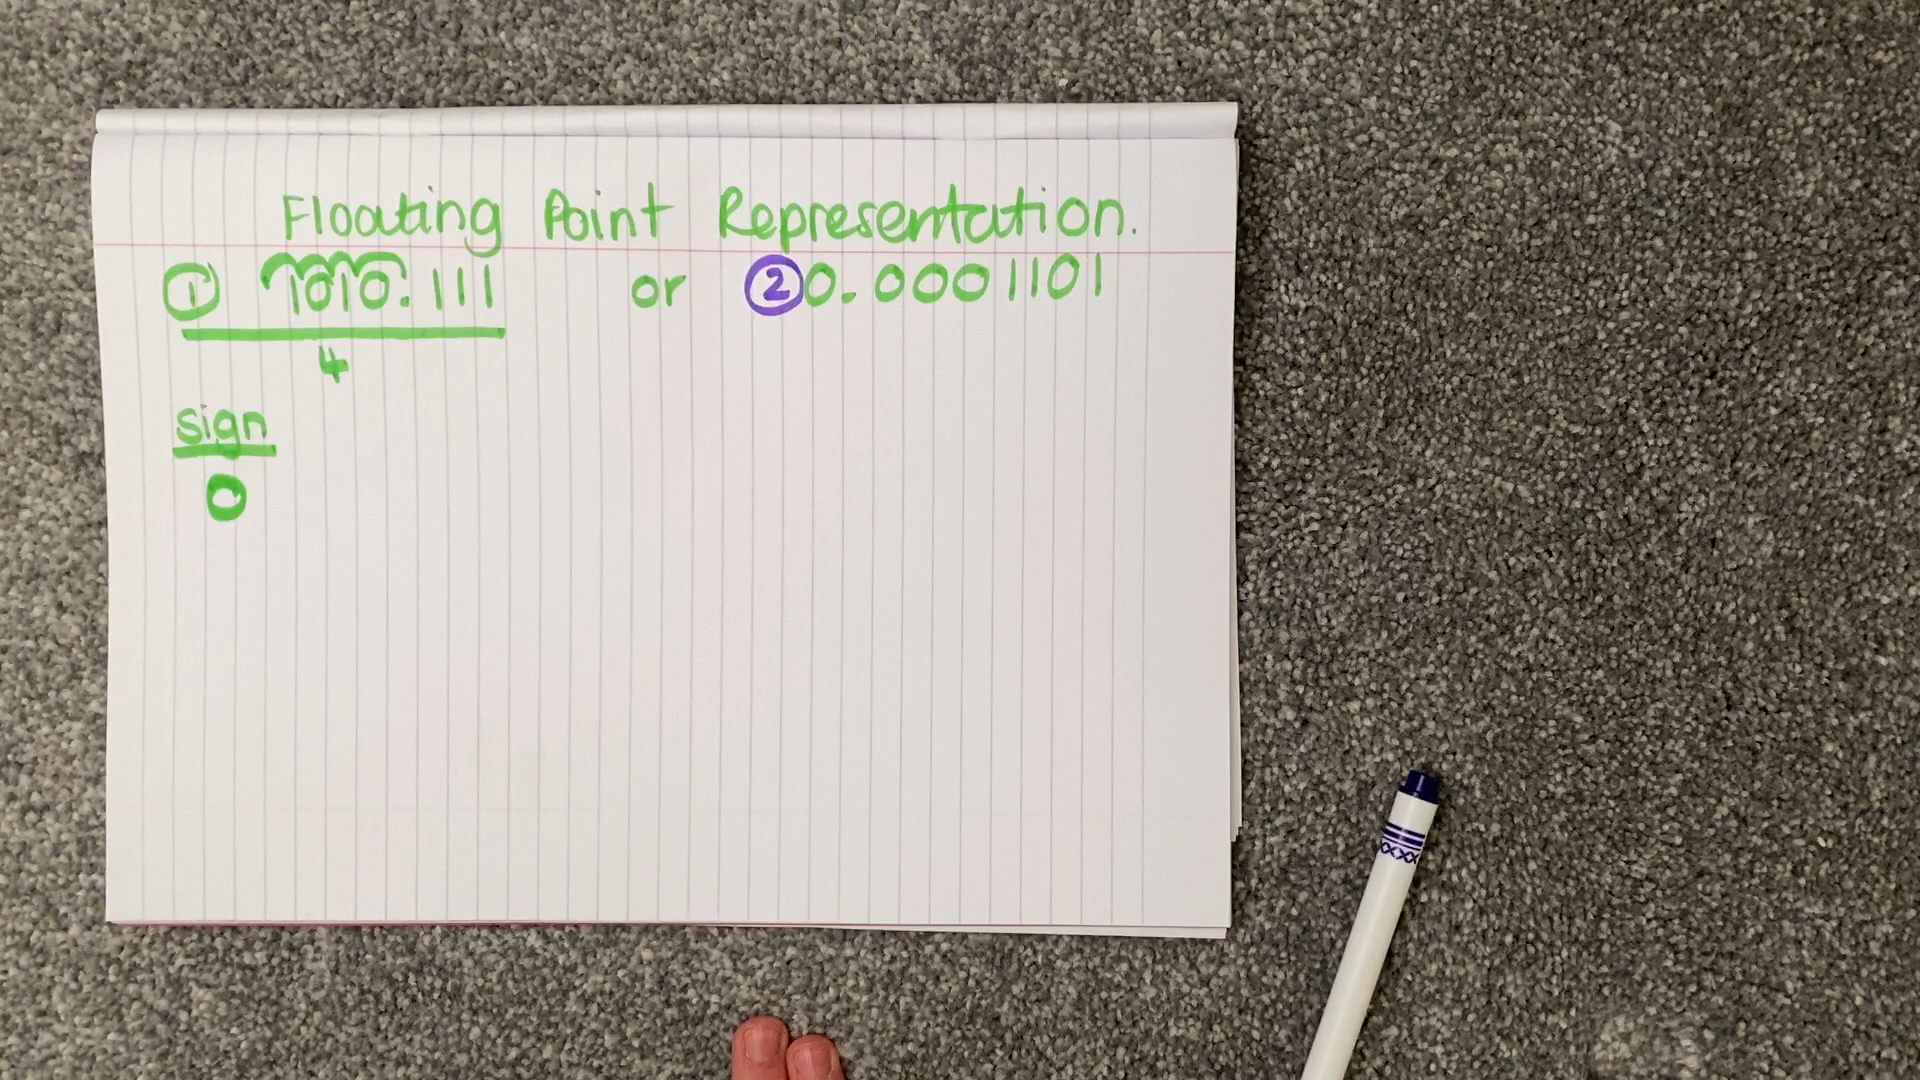 Floating Point Representation.
① 1010.111 or ② 0.0001101
4
sign
0